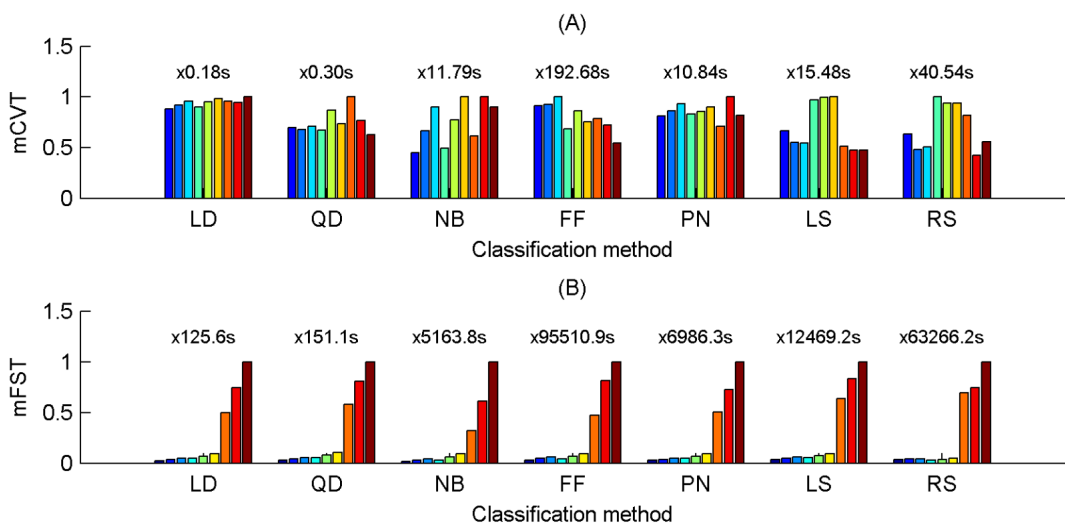 (A)
1.5
x0.18s x0.30s x11.79s x192.68s x10.84s x15.48s x40.54s
1
mCVT
0.5
0
LD QD NB FF PN LS RS
Classification method
(B)
1.5
x125.6s x151.1s x5163.8s x95510.9s x6986.3s x12469.2s x63266.2s
1
mFST
0.5
0
LD QD NB FF PN LS RS
Classification method